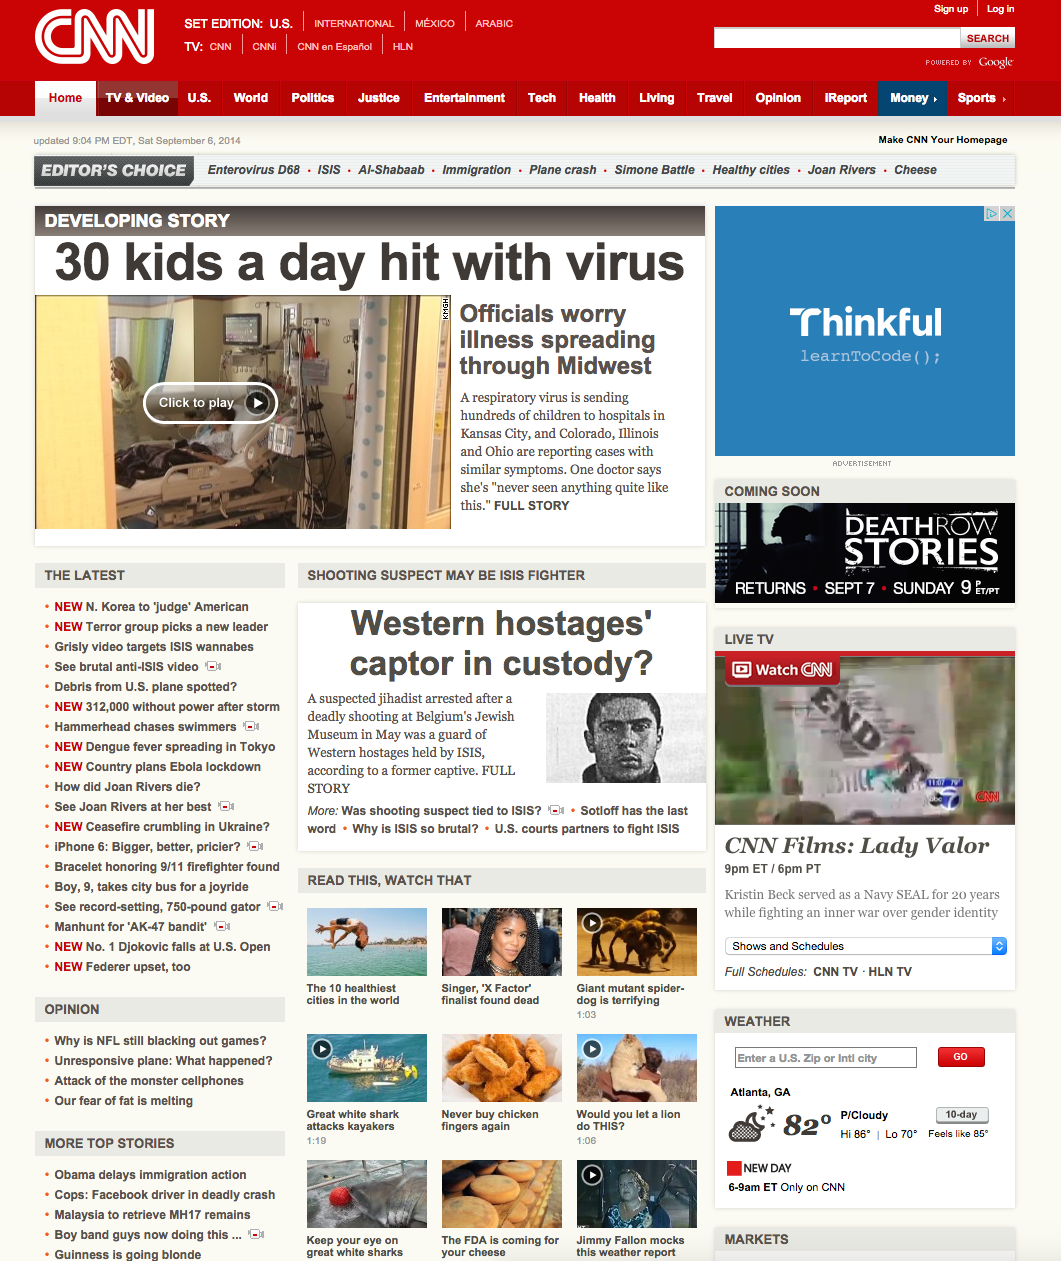 CNN
SET EDITION: U.S. INTERNATIONAL MÉXICO ARABIC
TV: CNN CNNi CNN en Español HLN
Sign up Log in
SEARCH
POWERED BY Google
Home TV & Video U.S. World Politics Justice Entertainment Tech Health Living Travel Opinion iReport Money Sports
updated 9:04 PM EDT, Sat September 6, 2014
Make CNN Your Homepage
EDITOR'S CHOICE Enterovirus D68 • ISIS • Al-Shabaab • Immigration • Plane crash • Simone Battle • Healthy cities • Joan Rivers • Cheese
DEVELOPING STORY
30 kids a day hit with virus
KMGH
Click to play
Officials worry
illness spreading
through Midwest
A respiratory virus is sending
hundreds of children to hospitals in
Kansas City, and Colorado, Illinois
and Ohio are reporting cases with
similar symptoms. One doctor says
she's "never seen anything quite like
this." FULL STORY
THE LATEST
• NEW N. Korea to 'judge' American
• NEW Terror group picks a new leader
• Grisly video targets ISIS wannabes
• See brutal anti-ISIS video
• Debris from U.S. plane spotted?
• NEW 312,000 without power after storm
• Hammerhead chases swimmers
• NEW Dengue fever spreading in Tokyo
• NEW Country plans Ebola lockdown
• How did Joan Rivers die?
• See Joan Rivers at her best
• NEW Ceasefire crumbling in Ukraine?
• iPhone 6: Bigger, better, pricier?
• Bracelet honoring 9/11 firefighter found
• Boy, 9, takes city bus for a joyride
• See record-setting, 750-pound gator
• Manhunt for 'AK-47 bandit'
• NEW No. 1 Djokovic falls at U.S. Open
• NEW Federer upset, too
OPINION
• Why is NFL still blacking out games?
• Unresponsive plane: What happened?
• Attack of the monster cellphones
• Our fear of fat is melting
MORE TOP STORIES
• Obama delays immigration action
• Cops: Facebook driver in deadly crash
• Malaysia to retrieve MH17 remains
• Boy band guys now doing this ...
• Guinness is going blonde
SHOOTING SUSPECT MAY BE ISIS FIGHTER
Western hostages'
captor in custody?
A suspected jihadist arrested after a
deadly shooting at Belgium's Jewish
Museum in May was a guard of
Western hostages held by ISIS,
according to a former captive. FULL
STORY
More: Was shooting suspect tied to ISIS? • Sotloff has the last
word • Why is ISIS so brutal? • U.S. courts partners to fight ISIS
READ THIS, WATCH THAT
The 10 healthiest
cities in the world
Singer, 'X Factor'
finalist found dead
Giant mutant spider-
dog is terrifying
1:03
Great white shark
attacks kayakers
1:19
Never buy chicken
fingers again
Would you let a lion
do THIS?
1:06
Keep your eye on
great white sharks
The FDA is coming for
your cheese
Jimmy Fallon mocks
this weather report
Thinkful
learnToCode();
ADVERTISEMENT
COMING SOON
DEATH ROW
STORIES
RETURNS • SEPT 7 • SUNDAY 9 P ET/PT
LIVE TV
Watch CNN
11:07 78°
abc 7
CNN
CNN Films: Lady Valor
9pm ET / 6pm PT
Kristin Beck served as a Navy SEAL for 20 years
while fighting an inner war over gender identity
Shows and Schedules
Full Schedules: CNN TV · HLN TV
WEATHER
Enter a U.S. Zip or Intl city
GO
Atlanta, GA
82° P/Cloudy 10-day
Hi 86° | Lo 70° Feels like 85°
NEW DAY
6-9am ET Only on CNN
MARKETS